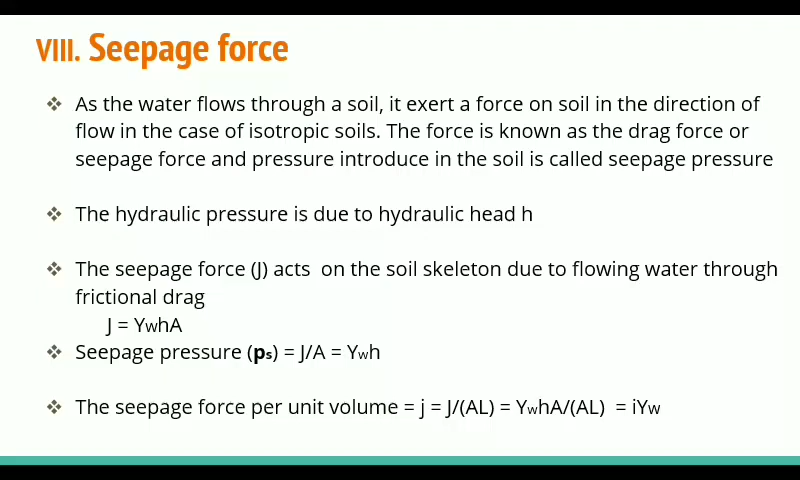 VIII. Seepage force
❖ As the water flows through a soil, it exert a force on soil in the direction of
flow in the case of isotropic soils. The force is known as the drag force or
seepage force and pressure introduce in the soil is called seepage pressure
❖ The hydraulic pressure is due to hydraulic head h
❖ The seepage force (J) acts on the soil skeleton due to flowing water through
frictional drag
J = YwhA
❖ Seepage pressure (ps) = J/A = Ywh
❖ The seepage force per unit volume = j = J/(AL) = YwhA/(AL) = iYw